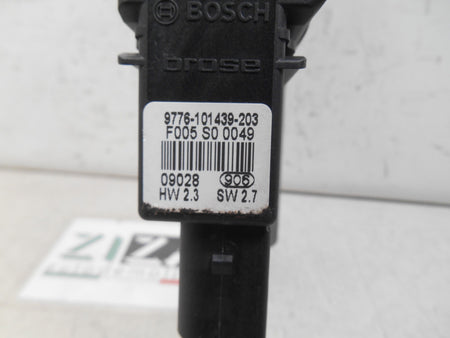 BOSCH
brose
9776-101439-203
F005 S0 0049
09028 906
HW 2.3 SW 2.7